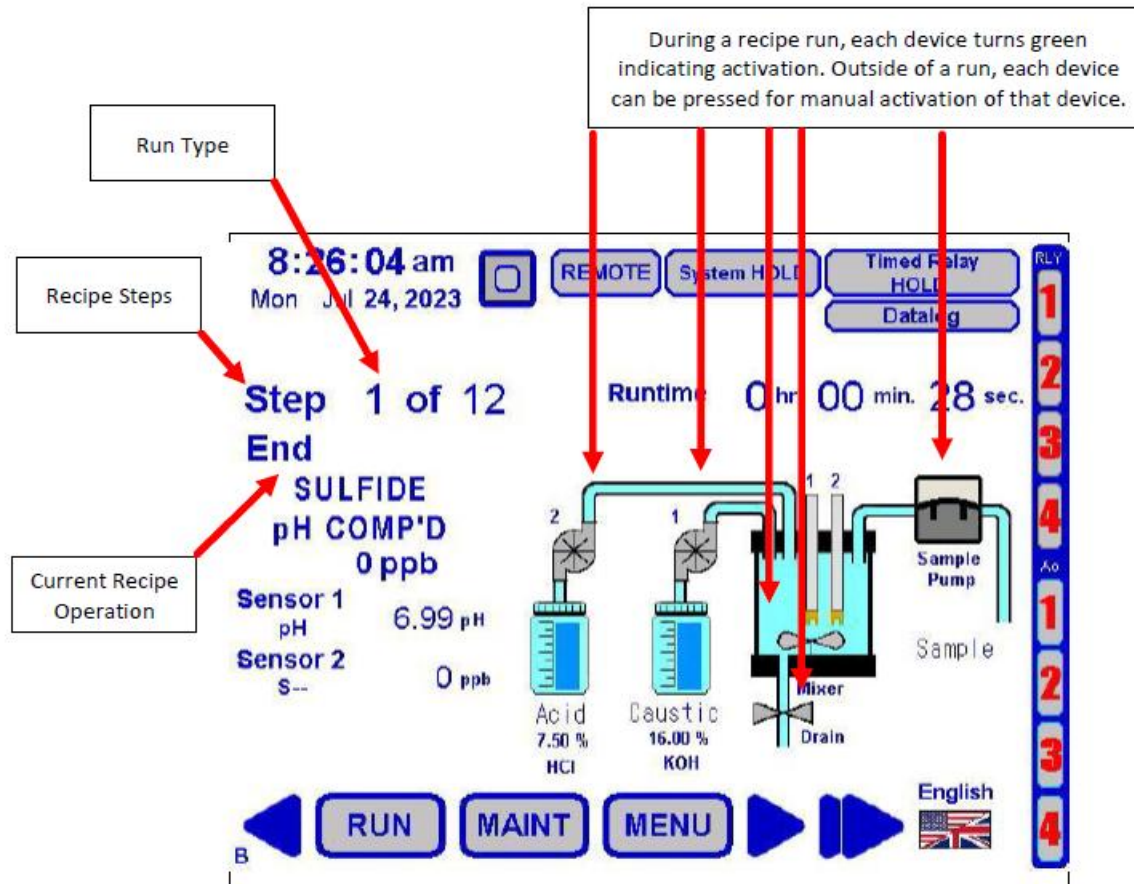 During a recipe run, each device turns green
indicating activation. Outside of a run, each device
can be pressed for manual activation of that device.
Run Type
Recipe Steps
Current Recipe
Operation
8:26:04 am
Mon Jul 24, 2023
REMOTE
System HOLD
Timed Relay
HOLD
Datalog
Step 1 of 12
Runtime 0 hr 00 min. 28 sec.
End
SULFIDE
pH COMP'D
0 ppb
Sensor 1
pH
6.99 pH
Sensor 2
S--
0 ppb
2
1
1 2
Sample
Pump
Sample
Mixer
Drain
Acid
7.50 %
HCl
Caustic
16.00 %
KOH
RLY
1
2
3
4
Ao
1
2
3
4
B
RUN
MAINT
MENU
English